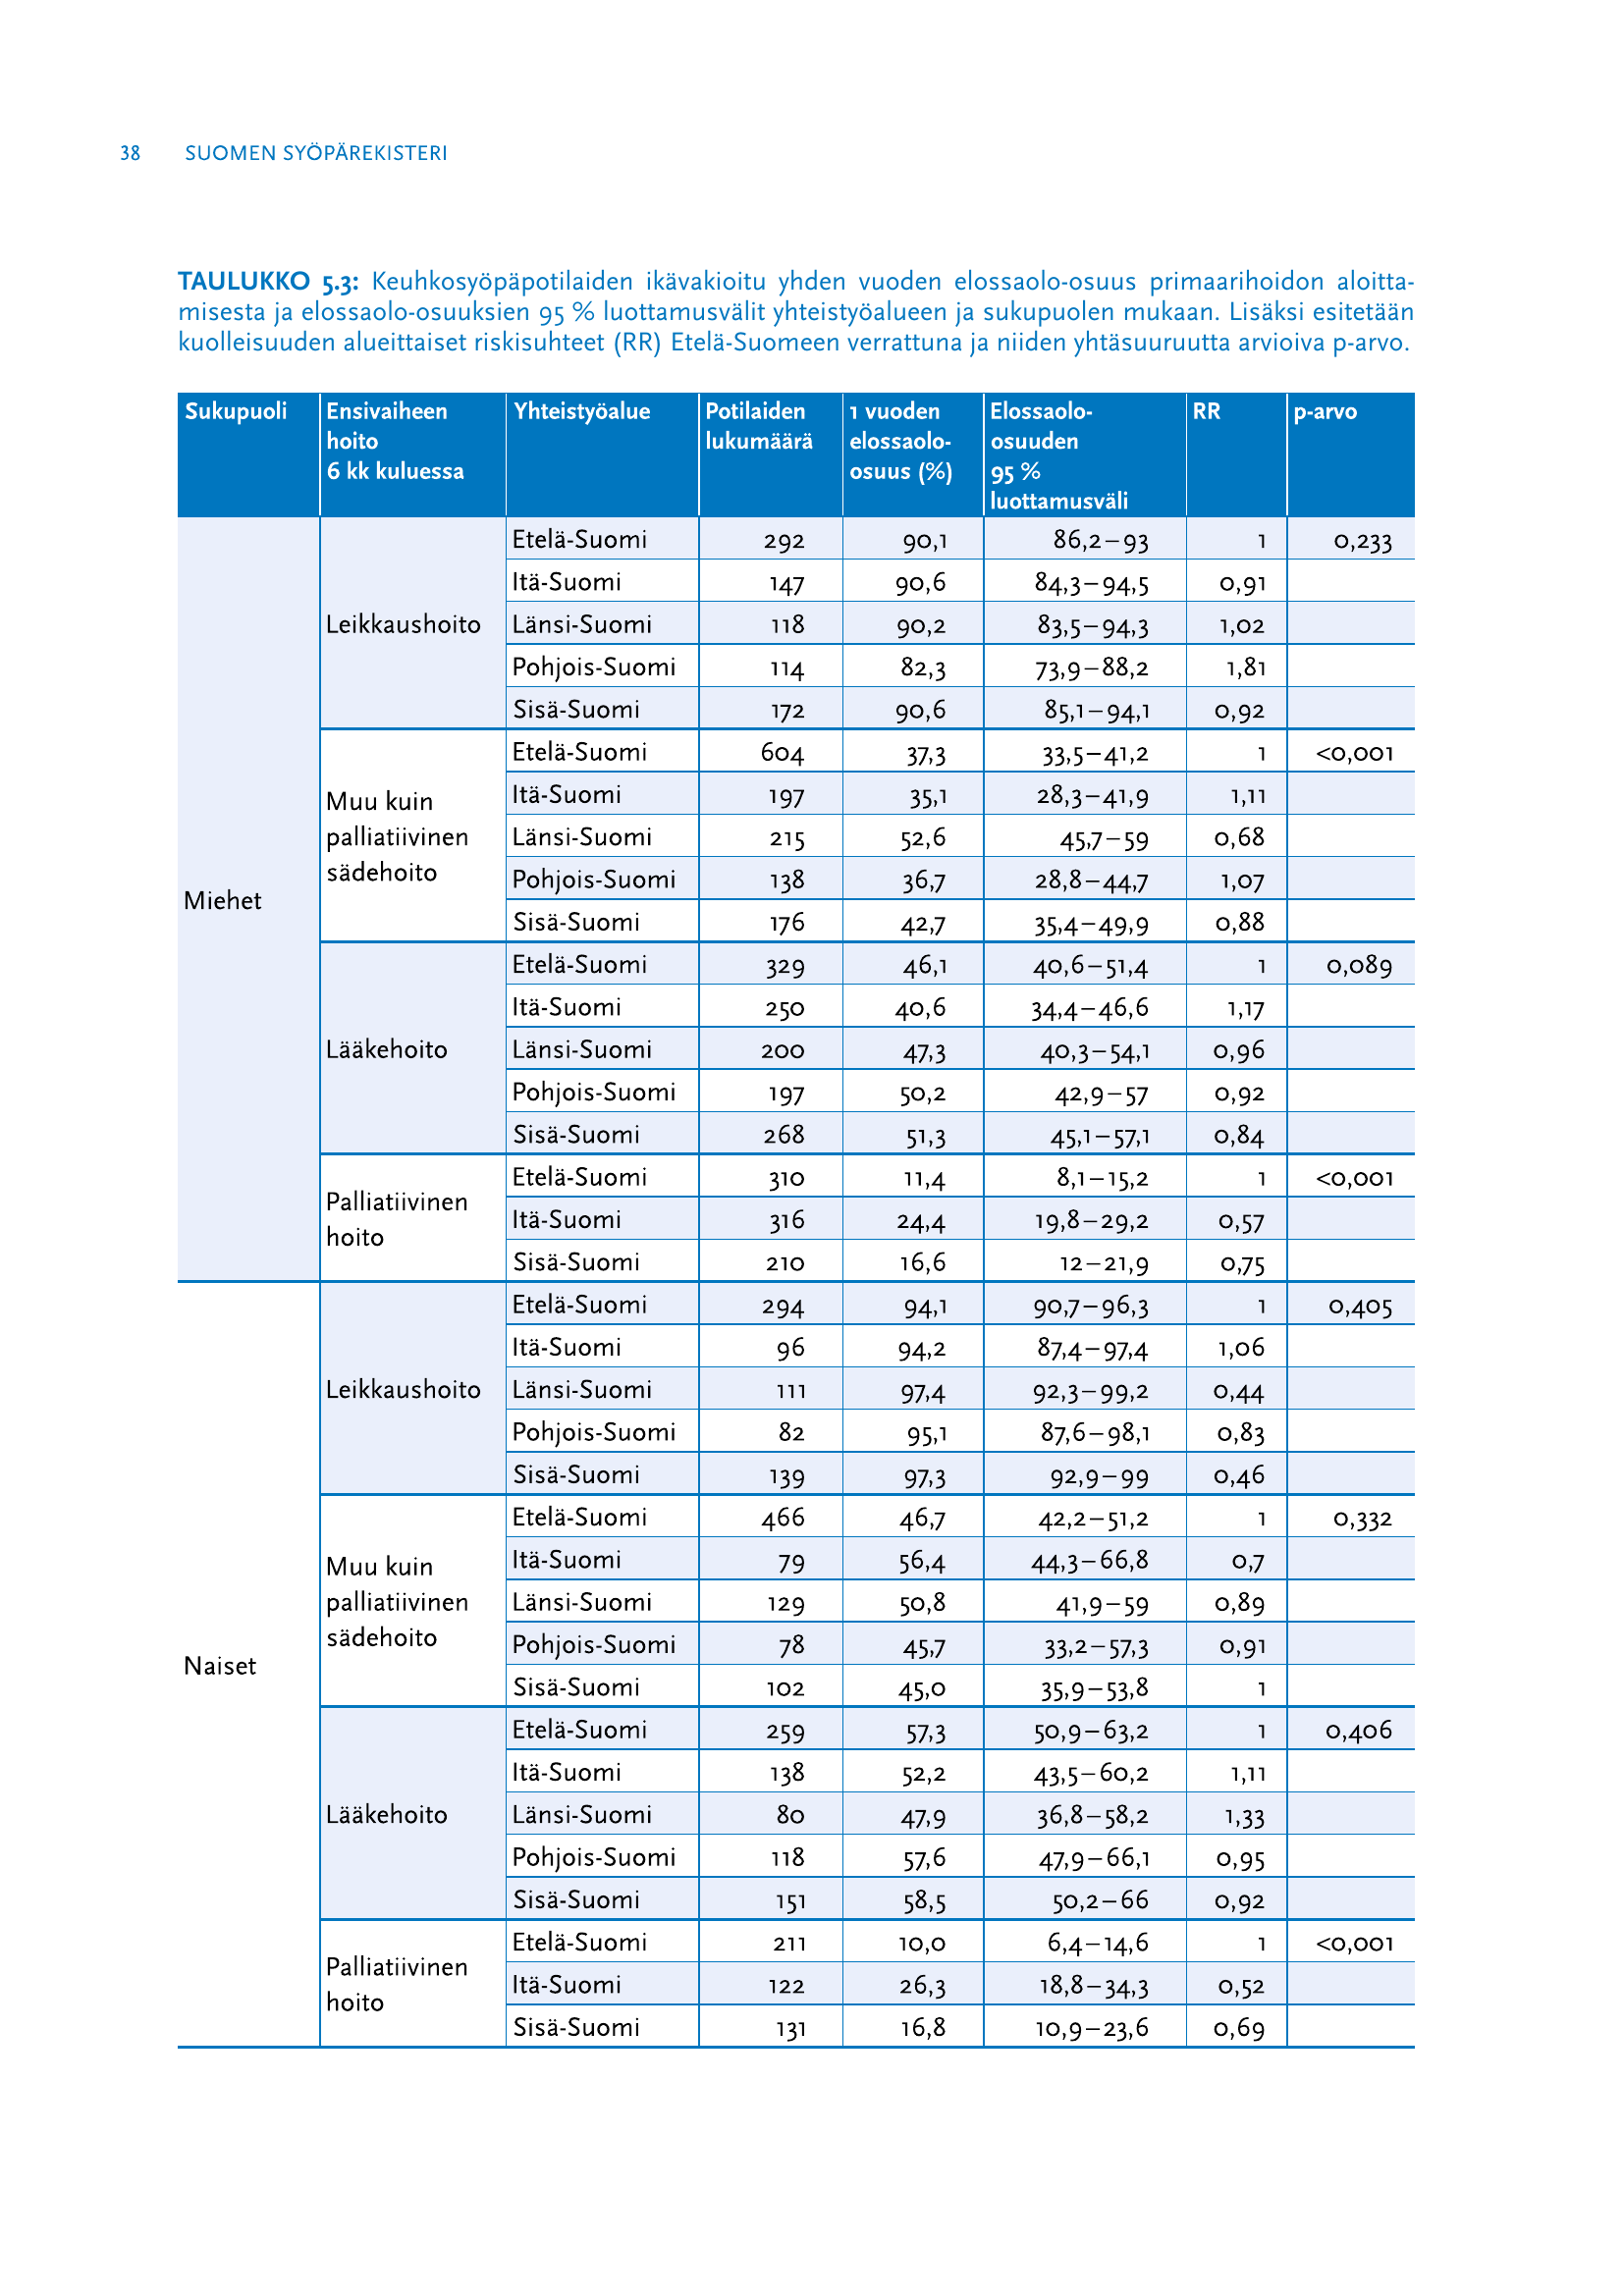 38 SUOMEN SYÖPÄREKISTERI
TAULUKKO 5.3: Keuhkosyöpäpotilaiden ikävakioitu yhden vuoden elossaolo-osuus primaarihoidon aloitta-
misesta ja elossaolo-osuuksien 95 % luottamusvälit yhteistyöalueen ja sukupuolen mukaan. Lisäksi esitetään
kuolleisuuden alueittaiset riskisuhteet (RR) Etelä-Suomeen verrattuna ja niiden yhtäsuuruutta arvioiva p-arvo.
Sukupuoli Ensivaiheen Yhteistyöalue Potilaiden 1 vuoden Elossaolo- RR p-arvo
hoito lukumäärä elossaolo- osuuden
6 kk kuluessa osuus (%) 95 %
luottamusväli
Etelä-Suomi 292 90,1 86,2–93 1 0,233
Itä-Suomi 147 90,6 84,3–94,5 0,91
Leikkaushoito Länsi-Suomi 118 90,2 83,5–94,3 1,02
Pohjois-Suomi 114 82,3 73,9–88,2 1,81
Sisä-Suomi 172 90,6 85,1–94,1 0,92
Etelä-Suomi 604 37,3 33,5–41,2 1 <0,001
Muu kuin Itä-Suomi 197 35,1 28,3–41,9 1,11
palliatiivinen Länsi-Suomi 215 52,6 45,7–59 0,68
sädehoito Pohjois-Suomi 138 36,7 28,8–44,7 1,07
Miehet
Sisä-Suomi 176 42,7 35,4–49,9 0,88
Etelä-Suomi 329 46,1 40,6–51,4 1 0,089
Itä-Suomi 250 40,6 34,4–46,6 1,17
Lääkehoito Länsi-Suomi 200 47,3 40,3–54,1 0,96
Pohjois-Suomi 197 50,2 42,9–57 0,92
Sisä-Suomi 268 51,3 45,1–57,1 0,84
Etelä-Suomi 310 11,4 8,1–15,2 1 <0,001
Palliatiivinen
Itä-Suomi 316 24,4 19,8–29,2 0,57
hoito
Sisä-Suomi 210 16,6 12–21,9 0,75
Etelä-Suomi 294 94,1 90,7–96,3 1 0,405
Itä-Suomi 96 94,2 87,4–97,4 1,06
Leikkaushoito Länsi-Suomi 111 97,4 92,3–99,2 0,44
Pohjois-Suomi 82 95,1 87,6–98,1 0,83
Sisä-Suomi 139 97,3 92,9–99 0,46
Etelä-Suomi 466 46,7 42,2–51,2 1 0,332
Muu kuin Itä-Suomi 79 56,4 44,3–66,8 0,7
palliatiivinen Länsi-Suomi 129 50,8 41,9–59 0,89
sädehoito Pohjois-Suomi 78 45,7 33,2–57,3 0,91
Naiset
Sisä-Suomi 102 45,0 35,9–53,8 1
Etelä-Suomi 259 57,3 50,9–63,2 1 0,406
Itä-Suomi 138 52,2 43,5–60,2 1,11
Lääkehoito Länsi-Suomi 80 47,9 36,8–58,2 1,33
Pohjois-Suomi 118 57,6 47,9–66,1 0,95
Sisä-Suomi 151 58,5 50,2–66 0,92
Etelä-Suomi 211 10,0 6,4–14,6 1 <0,001
Palliatiivinen
Itä-Suomi 122 26,3 18,8–34,3 0,52
hoito
Sisä-Suomi 131 16,8 10,9–23,6 0,69